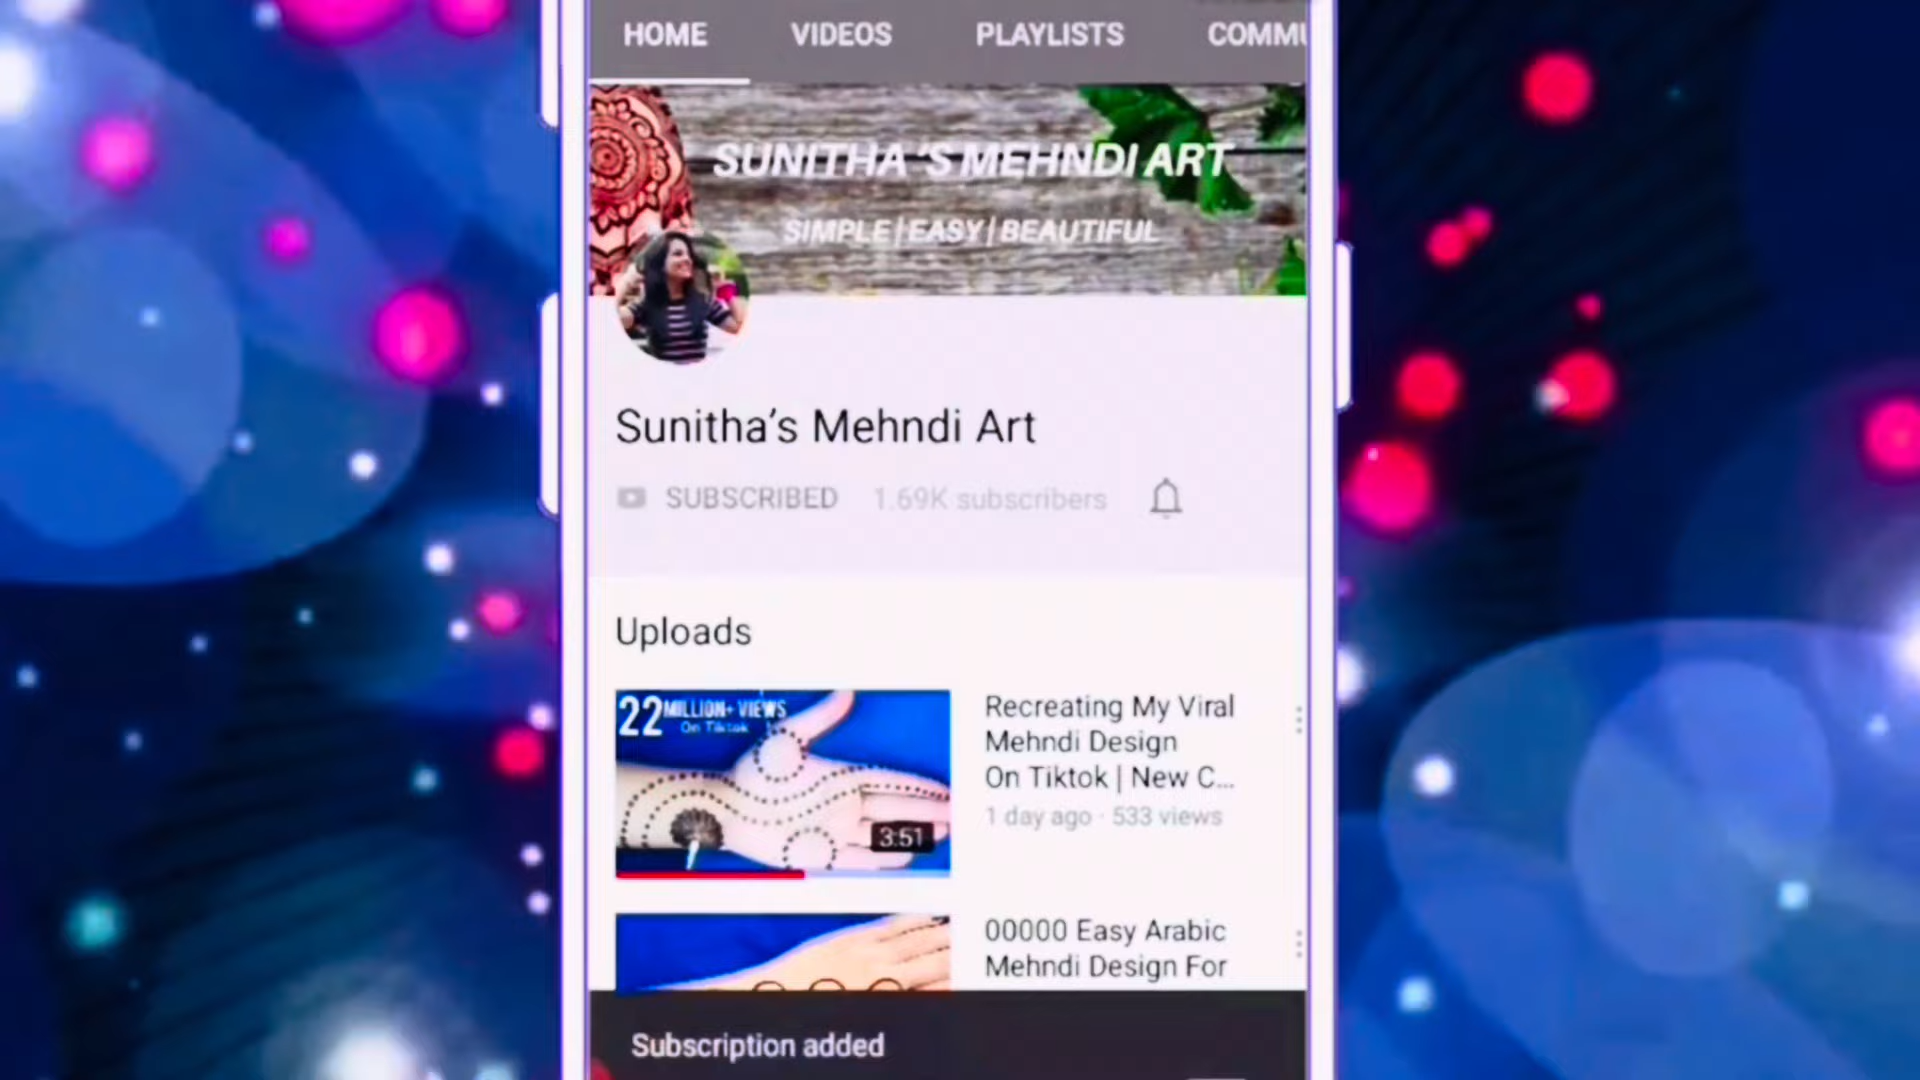 HOME VIDEOS PLAYLISTS COMMU
SUNITHA 'S MEHNDI ART
SIMPLE|EASY|BEAUTIFUL
Sunitha's Mehndi Art
SUBSCRIBED 1.69K subscribers
Uploads
22 MILLION+ VIEWS
On Tiktok
3:51
Recreating My Viral
Mehndi Design
On Tiktok | New C...
1 day ago · 533 views
00000 Easy Arabic
Mehndi Design For
Subscription added